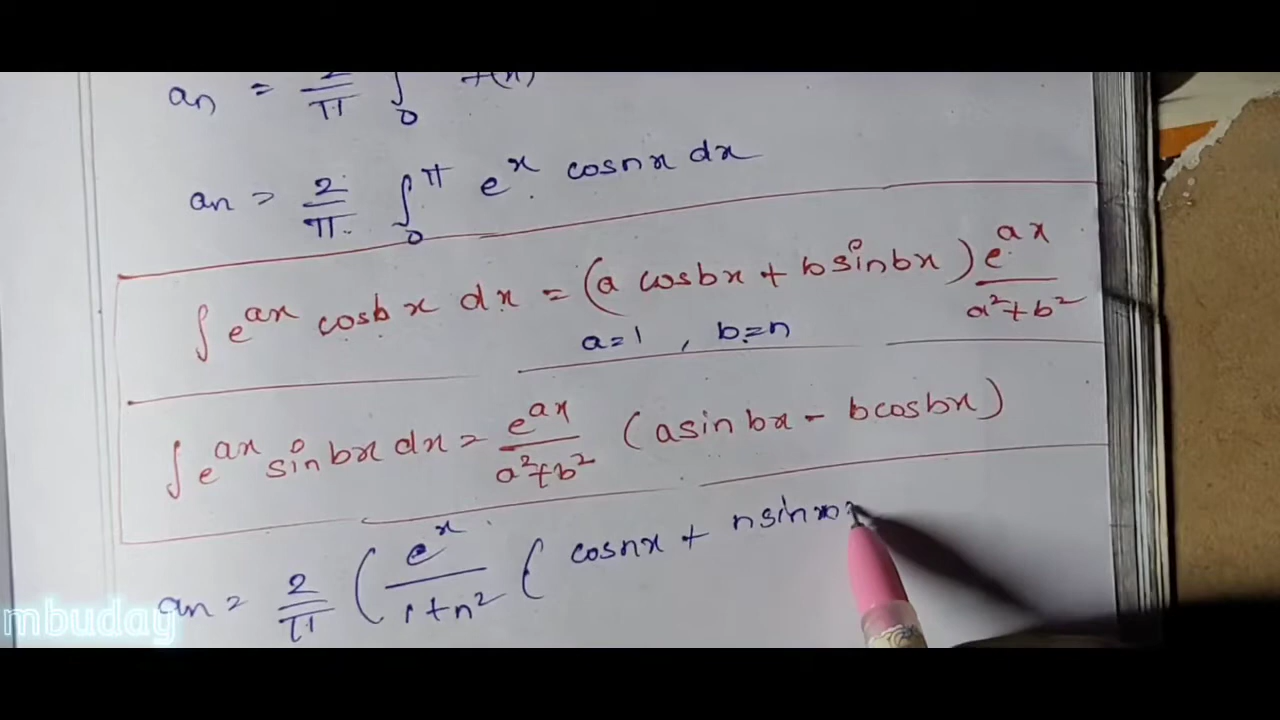 an = 2/π ∫0 f(x)
an = 2/π ∫0^π e^x cosnx dx
∫e^ax cosbx dx = (a cosbx + bsinbx) e^ax/a²+b²
a=1 , b=n
∫e^ax sinbx dx = e^ax/a²+b² (asinbx - bcosbx)
an = 2/π (e^x/1+n² (cosnx + nsin
mbuday